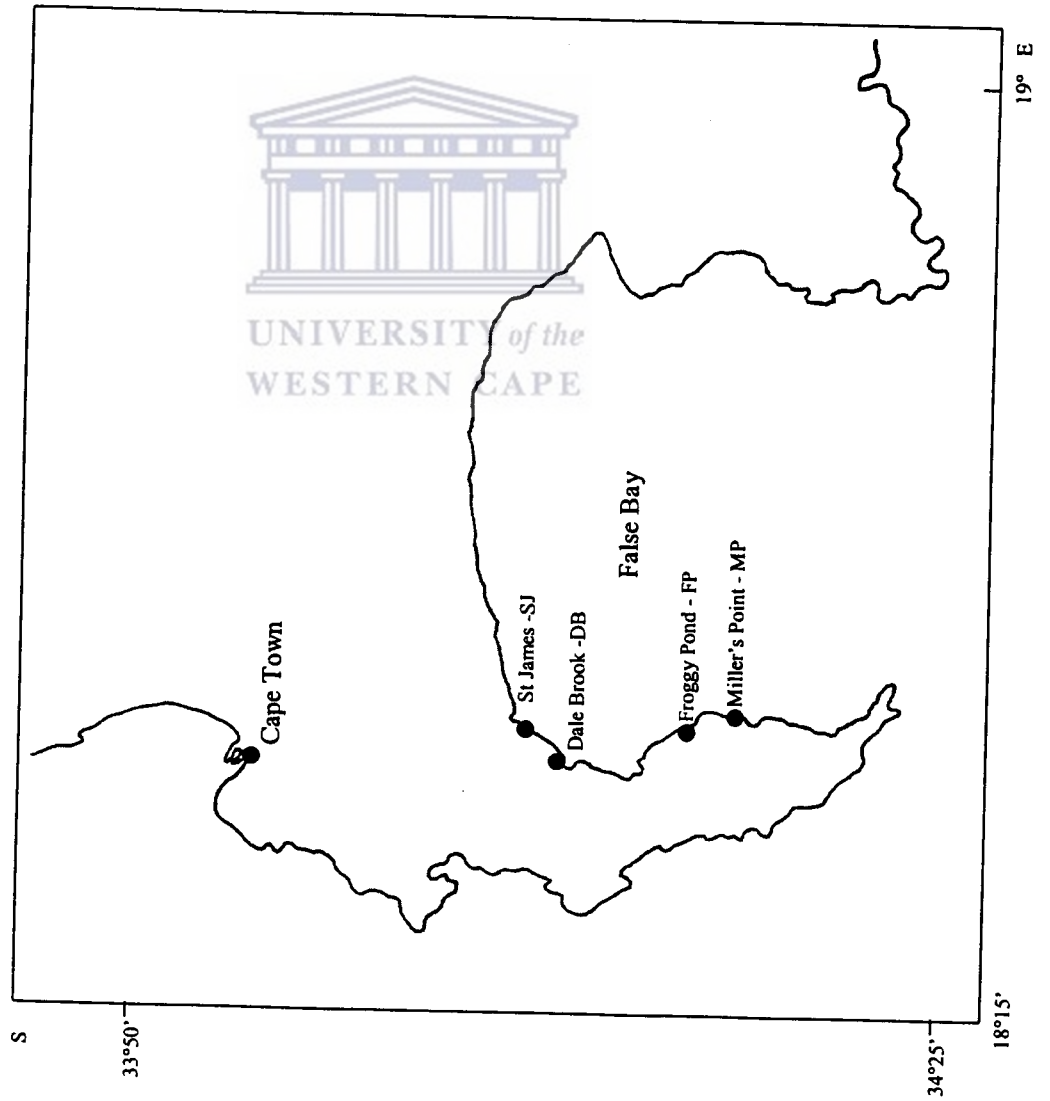 S
33°50'
34°25'
18°15'
19° E
Cape Town
St James -SJ
Dale Brook -DB
False Bay
Froggy Pond - FP
Miller's Point - MP
UNIVERSITY of the
WESTERN CAPE